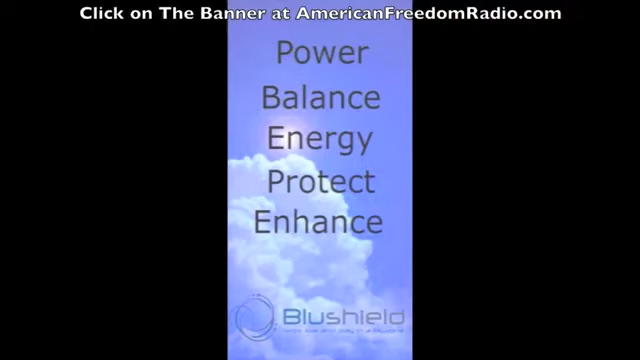 Click on The Banner at AmericanFreedomRadio.com
Power
Balance
Energy
Protect
Enhance
Blushield